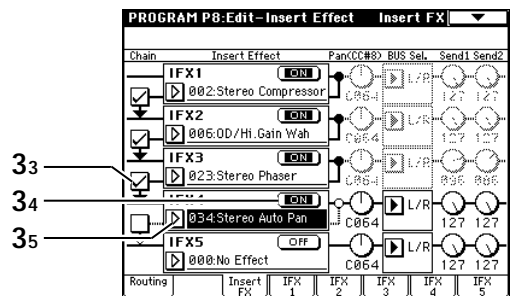 PROGRAM P8:Edit-Insert Effect Insert FX
Chain Insert Effect Pan(CC#8) BUS Sel. Send1 Send2
IFX1 ON
002:Stereo Compressor C064 L/R 127 127
IFX2 ON
006:OD/Hi.Gain Wah C064 L/R 127 127
IFX3 ON
023:Stereo Phaser C064 L/R
33
34
ON
35
034:Stereo Auto Pan C064 L/R 127 127
IFX5 OFF
000:No Effect C064 L/R 127 127
Routing Insert FX IFX 1 IFX 2 IFX 3 IFX 4 IFX 5